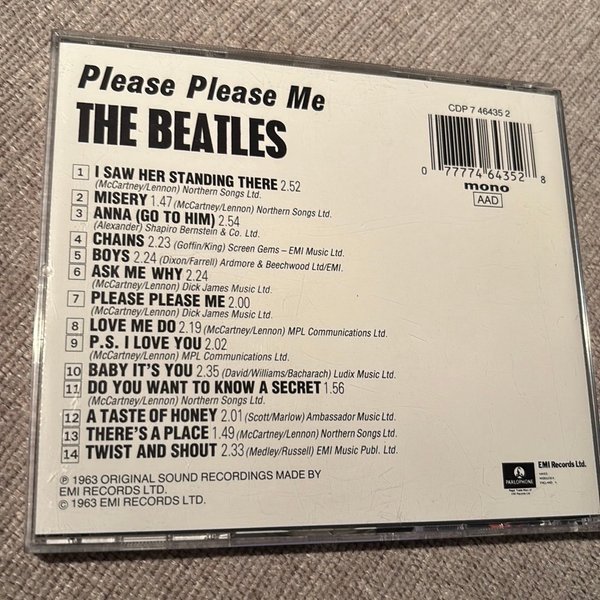 Please Please Me
THE BEATLES
CDP 7 46435 2
0 77774 64352 8
mono
AAD
1 I SAW HER STANDING THERE 2.52
(McCartney/Lennon) Northern Songs Ltd.
2 MISERY 1.47 (McCartney/Lennon) Northern Songs Ltd.
3 ANNA (GO TO HIM) 2.54
(Alexander) Shapiro Bernstein & Co. Ltd.
4 CHAINS 2.23 (Goffin/King) Screen Gems – EMI Music Ltd.
5 BOYS 2.24 (Dixon/Farrell) Ardmore & Beechwood Ltd/EMI.
6 ASK ME WHY 2.24
(McCartney/Lennon) Dick James Music Ltd.
7 PLEASE PLEASE ME 2.00
(McCartney/Lennon) Dick James Music Ltd.
8 LOVE ME DO 2.19 (McCartney/Lennon) MPL Communications Ltd.
9 P.S. I LOVE YOU 2.02
(McCartney/Lennon) MPL Communications Ltd.
10 BABY IT'S YOU 2.35 (David/Williams/Bacharach) Ludix Music Ltd.
11 DO YOU WANT TO KNOW A SECRET 1.56
(McCartney/Lennon) Northern Songs Ltd.
12 A TASTE OF HONEY 2.01 (Scott/Marlow) Ambassador Music Ltd.
13 THERE'S A PLACE 1.49 (McCartney/Lennon) Northern Songs Ltd.
14 TWIST AND SHOUT 2.33 (Medley/Russell) EMI Music Publ. Ltd.
℗ 1963 ORIGINAL SOUND RECORDINGS MADE BY
EMI RECORDS LTD.
© 1963 EMI RECORDS LTD.
PARLOPHONE
EMI Records Ltd.